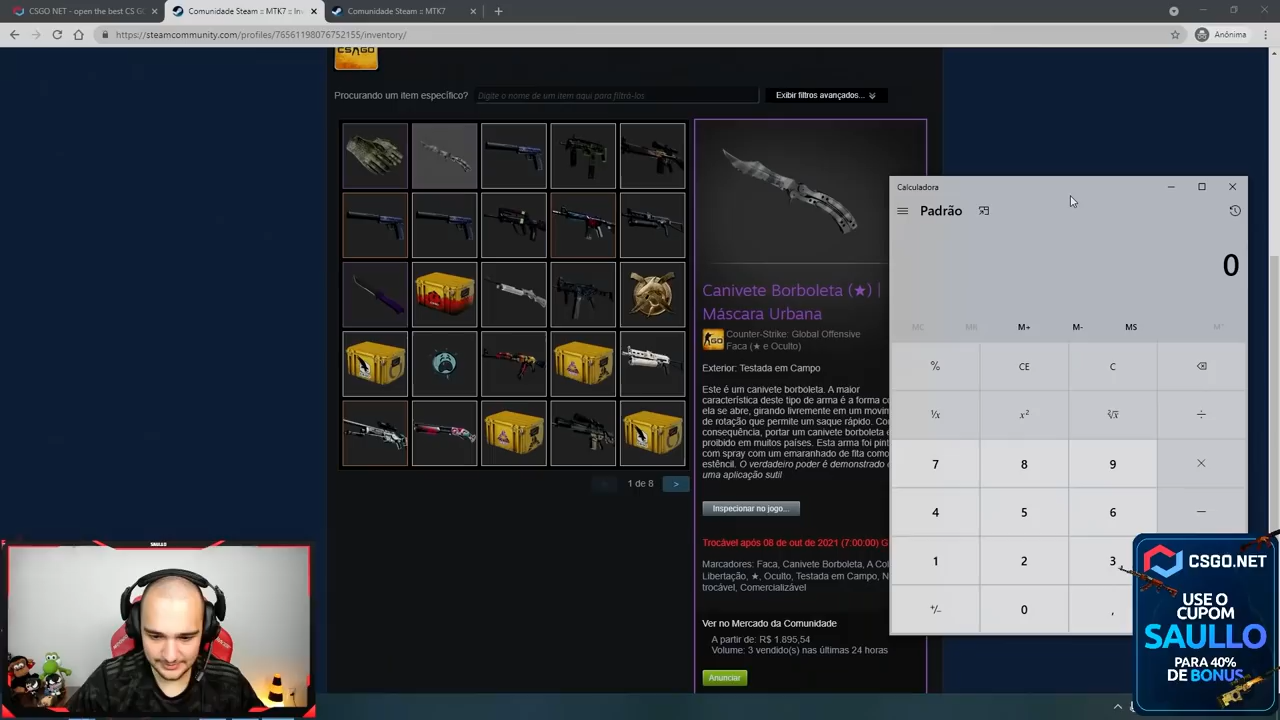 CSGO NET - open the best CS G
Comunidade Steam :: MTK7 :: Inv
Comunidade Steam :: MTK7
https://steamcommunity.com/profiles/76561198076752155/inventory/
Anónima
CS GO
Procurando um item específico?
Digite o nome de um item aqui para filtrá-los
Exibir filtros avançados...
1 de 8
>
Canivete Borboleta (★) |
Máscara Urbana
Counter-Strike: Global Offensive
Faca (★ e Oculto)
Exterior: Testada em Campo
Este é um canivete borboleta. A maior
característica deste tipo de arma é a forma co
ela se abre, girando livremente em um movin
de rotação que permite um saque rápido. Co
consequência, portar um canivete borboleta é
proibido em muitos países. Esta arma foi pint
com spray com um emaranhado de fita como
estêncil. O verdadeiro poder é demonstrado
uma aplicação sutil
Inspecionar no jogo...
Trocável após 08 de out de 2021 (7:00:00) G
Marcadores: Faca, Canivete Borboleta, A Col
Libertação, ★, Oculto, Testada em Campo, N
trocável, Comercializável
Ver no Mercado da Comunidade
A partir de: R$ 1.895,54
Volume: 3 vendido(s) nas últimas 24 horas
Anunciar
Calculadora
Padrão
0
MC MR M+ M- MS M˅
% CE C
⅟x x² ²√x ÷
7 8 9 ×
4 5 6 −
1 2 3
+/− 0 ,
SAULLO
CSGO.NET
USE O
CUPOM
SAULLO
PARA 40%
DE BONUS